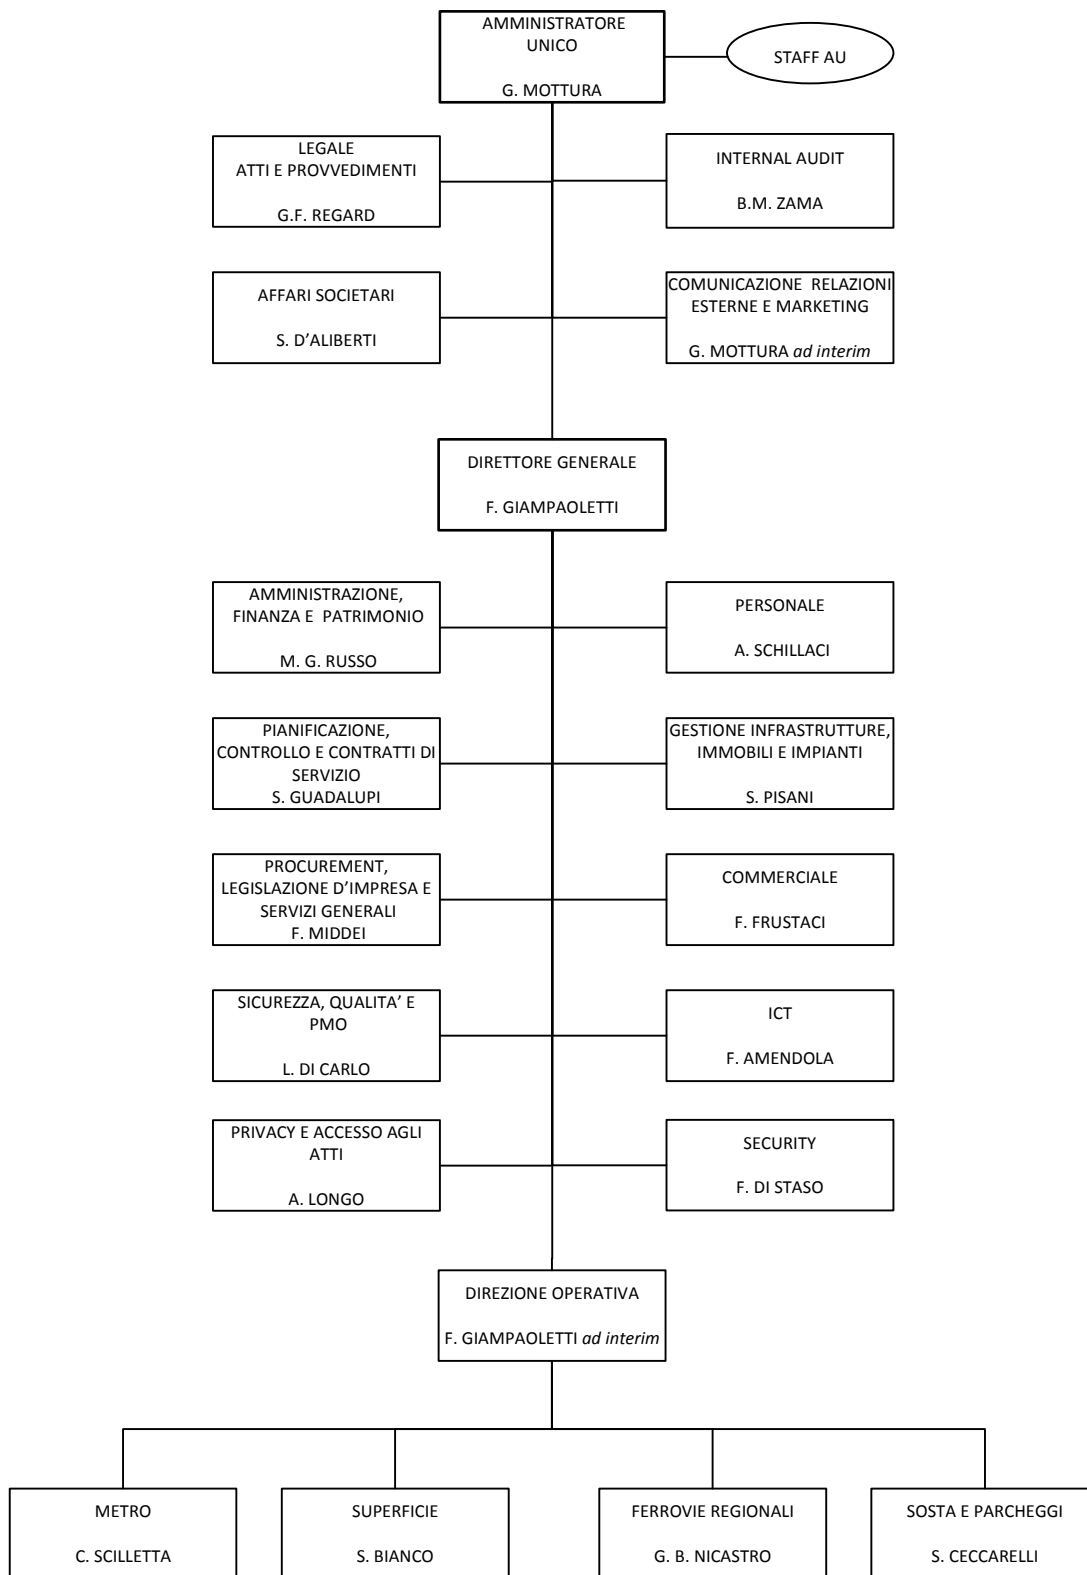 AMMINISTRATORE
UNICO
G. MOTTURA
STAFF AU
LEGALE
ATTI E PROVVEDIMENTI
G.F. REGARD
INTERNAL AUDIT
B.M. ZAMA
AFFARI SOCIETARI
S. D'ALIBERTI
COMUNICAZIONE RELAZIONI
ESTERNE E MARKETING
G. MOTTURA ad interim
DIRETTORE GENERALE
F. GIAMPAOLETTI
AMMINISTRAZIONE,
FINANZA E PATRIMONIO
M. G. RUSSO
PERSONALE
A. SCHILLACI
PIANIFICAZIONE,
CONTROLLO E CONTRATTI DI
SERVIZIO
S. GUADALUPI
GESTIONE INFRASTRUTTURE,
IMMOBILI E IMPIANTI
S. PISANI
PROCUREMENT,
LEGISLAZIONE D'IMPRESA E
SERVIZI GENERALI
F. MIDDEI
COMMERCIALE
F. FRUSTACI
SICUREZZA, QUALITA' E
PMO
L. DI CARLO
ICT
F. AMENDOLA
PRIVACY E ACCESSO AGLI
ATTI
A. LONGO
SECURITY
F. DI STASO
DIREZIONE OPERATIVA
F. GIAMPAOLETTI ad interim
METRO
C. SCILLETTA
SUPERFICIE
S. BIANCO
FERROVIE REGIONALI
G. B. NICASTRO
SOSTA E PARCHEGGI
S. CECCARELLI